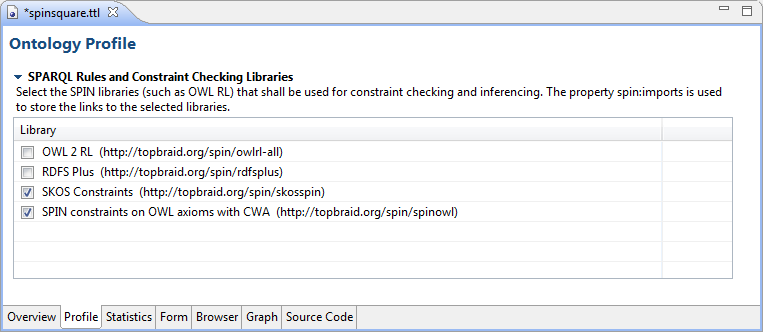 *spinsquare.ttl
Ontology Profile
SPARQL Rules and Constraint Checking Libraries
Select the SPIN libraries (such as OWL RL) that shall be used for constraint checking and inferencing. The property spin:imports is used
to store the links to the selected libraries.
Library
OWL 2 RL (http://topbraid.org/spin/owlrl-all)
RDFS Plus (http://topbraid.org/spin/rdfsplus)
SKOS Constraints (http://topbraid.org/spin/skosspin)
SPIN constraints on OWL axioms with CWA (http://topbraid.org/spin/spinowl)
Overview Profile Statistics Form Browser Graph Source Code